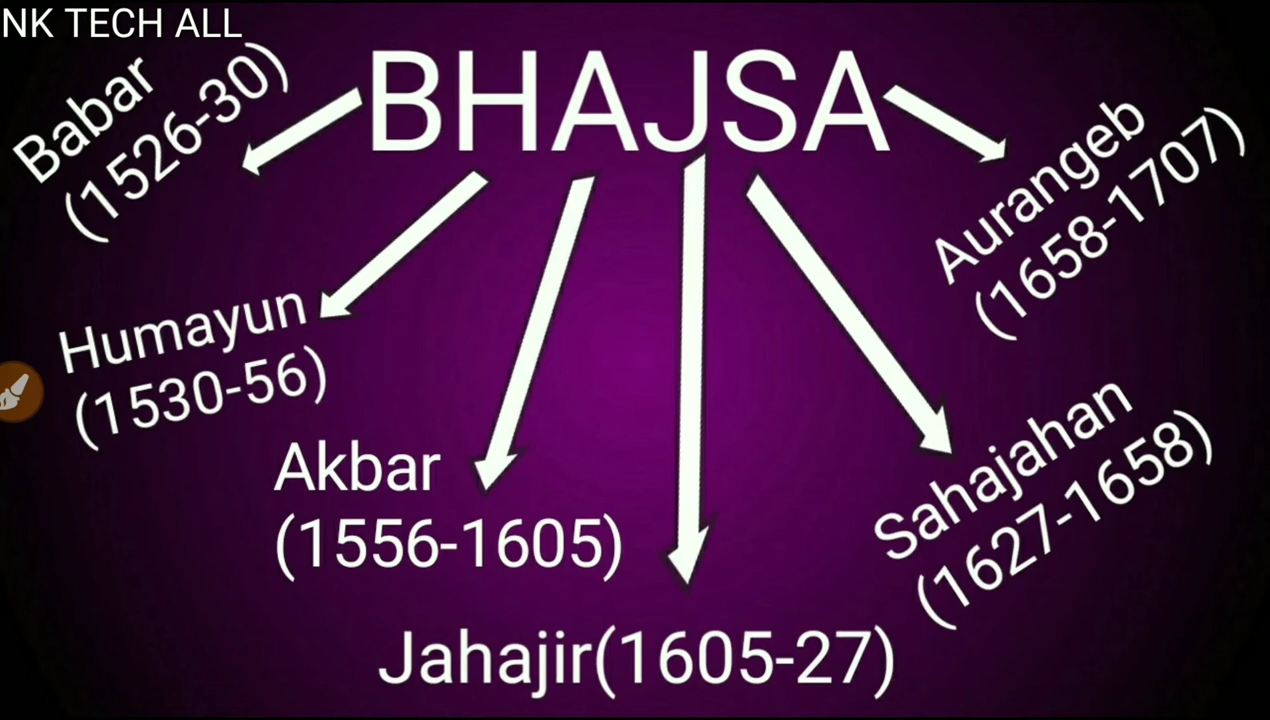 NK TECH ALL
BHAJSA
Babar
(1526-30)
Humayun
(1530-56)
Akbar
(1556-1605)
Jahajir(1605-27)
Sahajahan
(1627-1658)
Aurangeb
(1658-1707)